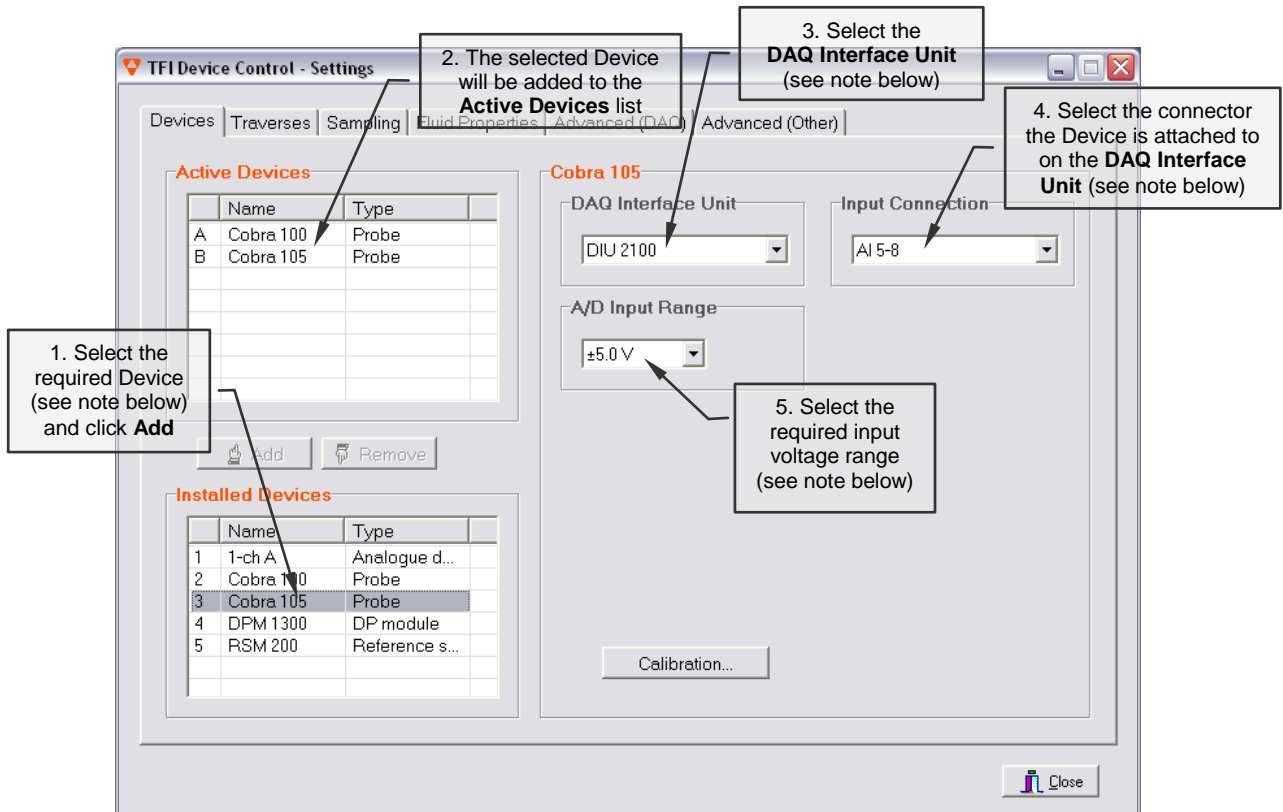 3. Select the
DAQ Interface Unit
(see note below)
2. The selected Device
will be added to the
Active Devices list
TFI Device Control - Settings
4. Select the connector
the Device is attached to
on the DAQ Interface
Unit (see note below)
Devices Traverses Sampling Fluid Properties Advanced (DAQ) Advanced (Other)
Active Devices
Name Type
A Cobra 100 Probe
B Cobra 105 Probe
Cobra 105
DAQ Interface Unit
DIU 2100
Input Connection
AI 5-8
A/D Input Range
±5.0 V
1. Select the
required Device
(see note below)
and click Add
5. Select the
required input
voltage range
(see note below)
Add Remove
Installed Devices
Name Type
1 1-ch A Analogue d...
2 Cobra 100 Probe
3 Cobra 105 Probe
4 DPM 1300 DP module
5 RSM 200 Reference s...
Calibration...
Close